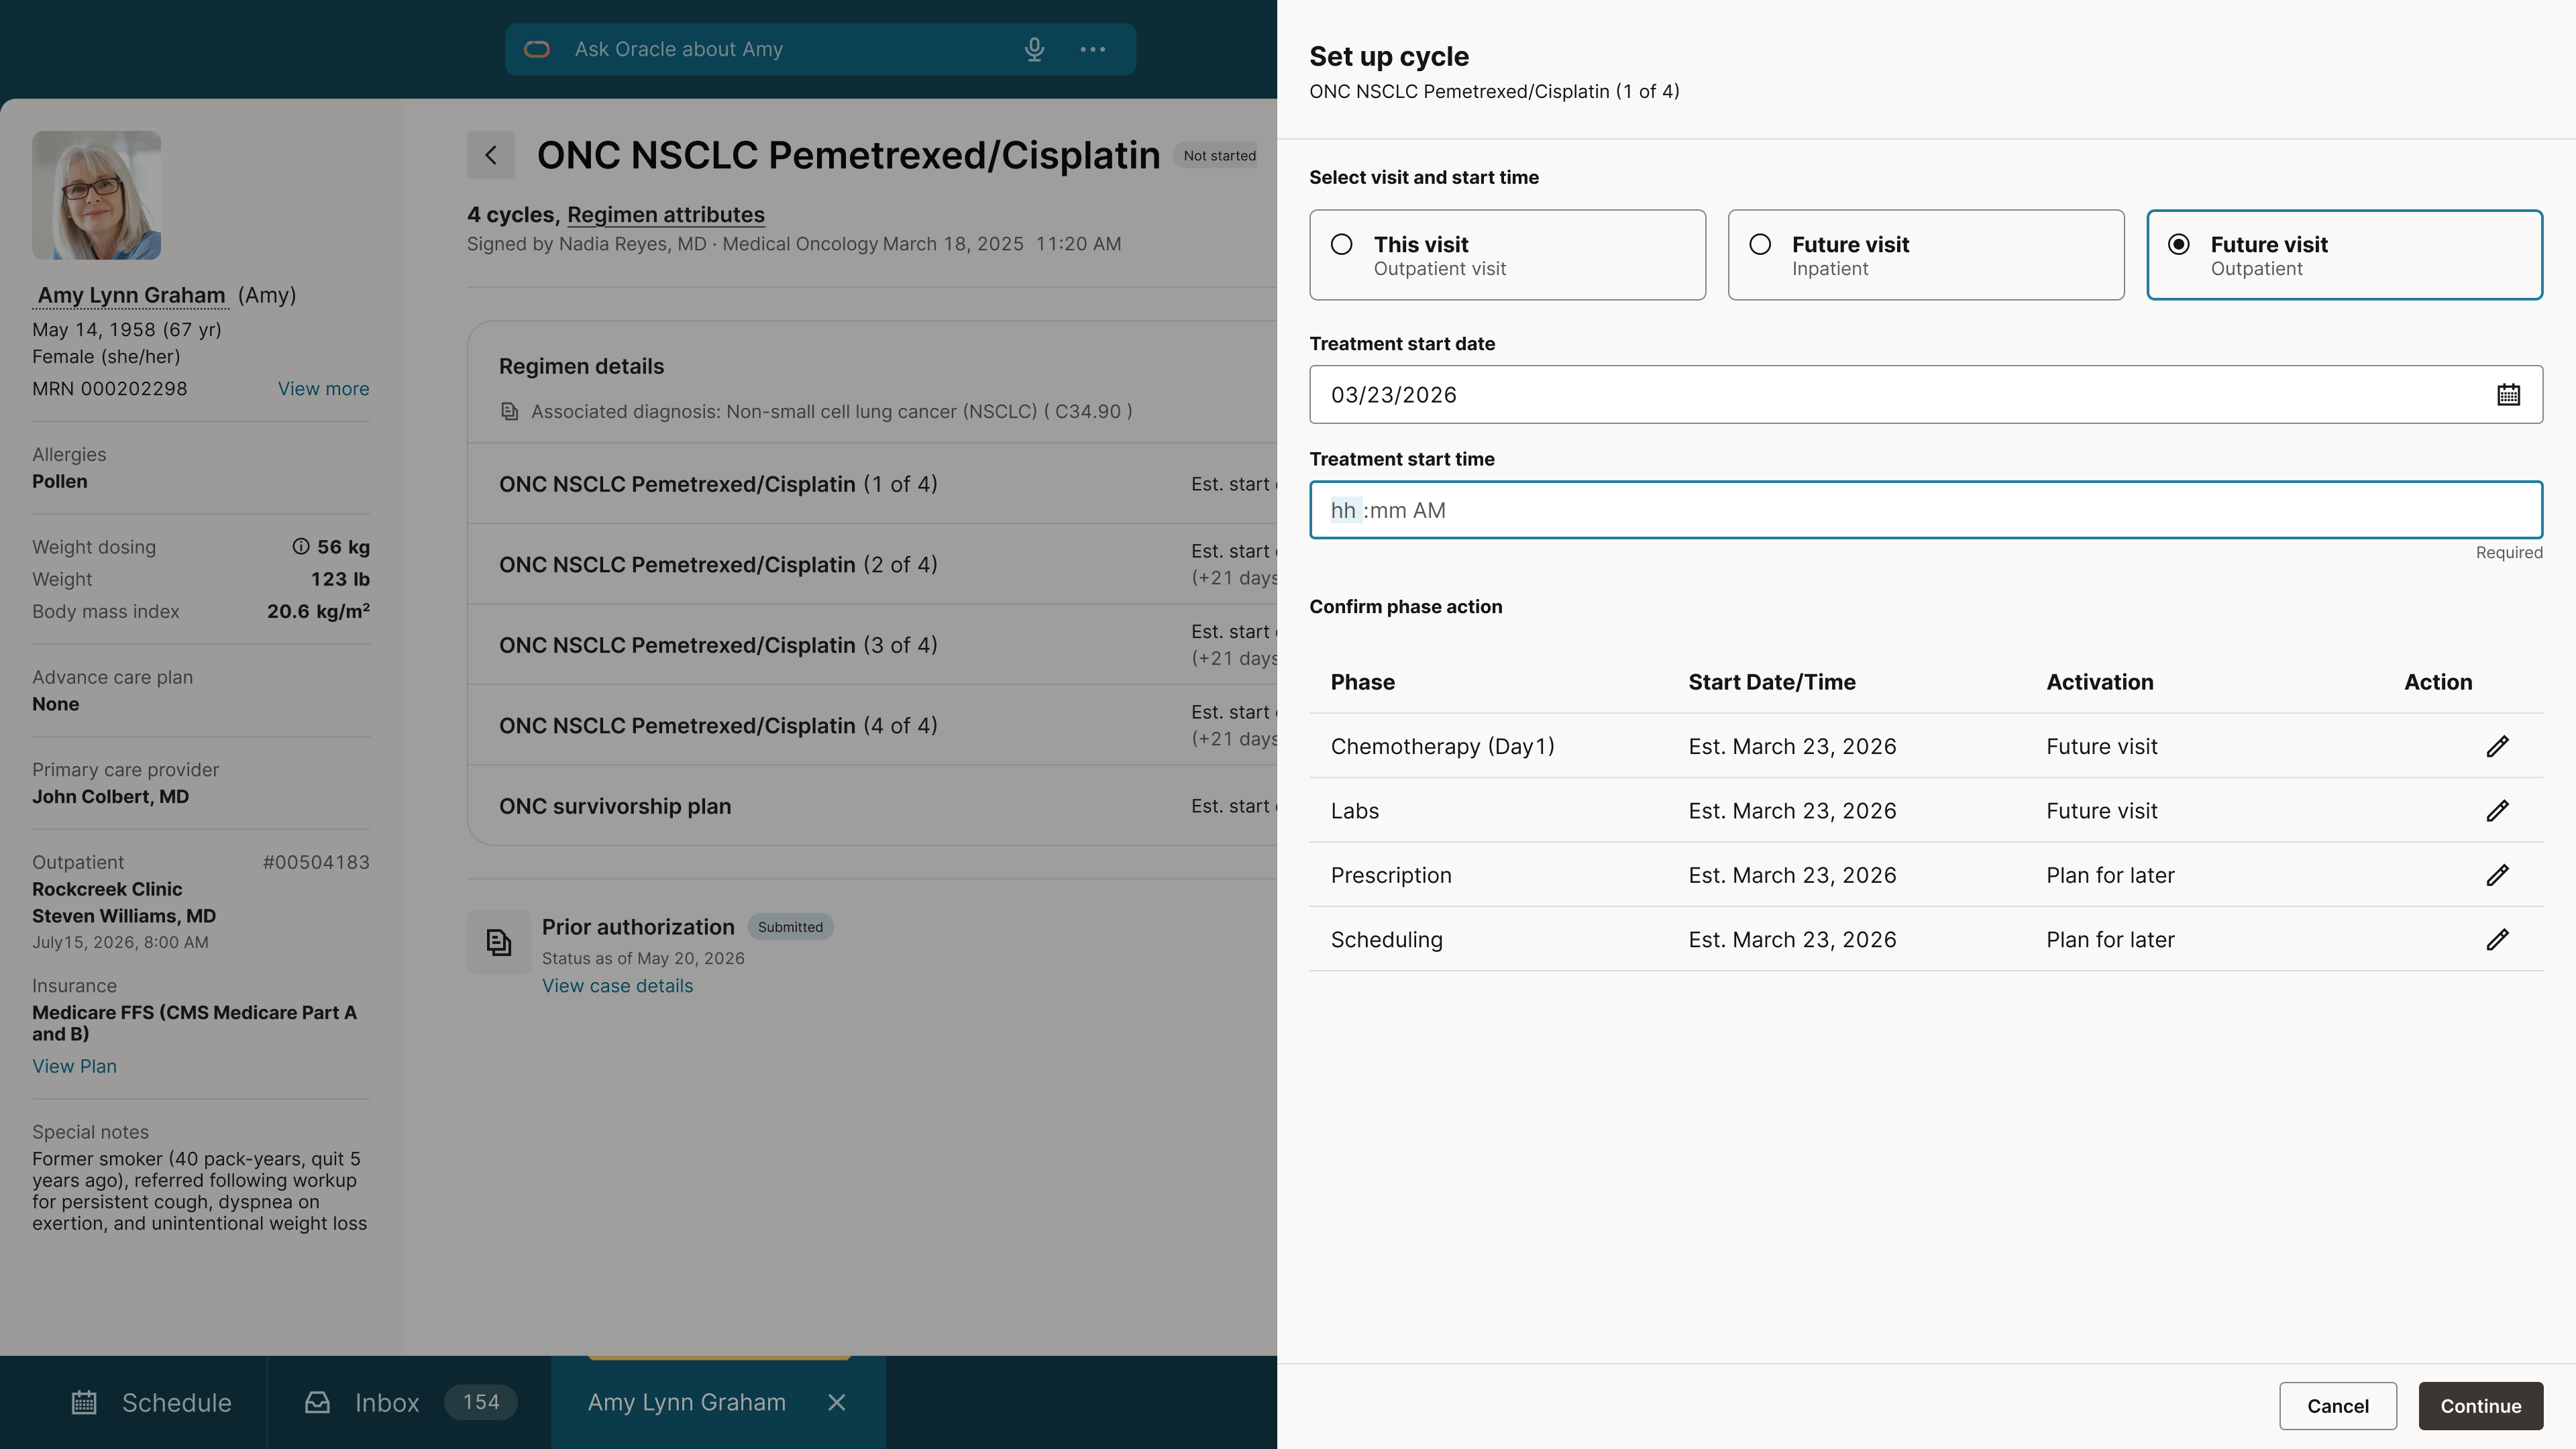 Ask Oracle about Amy
Amy Lynn Graham (Amy)
May 14, 1958 (67 yr)
Female (she/her)
MRN 000202298 View more
Allergies
Pollen
Weight dosing 56 kg
Weight 123 lb
Body mass index 20.6 kg/m²
Advance care plan
None
Primary care provider
John Colbert, MD
Outpatient #00504183
Rockcreek Clinic
Steven Williams, MD
July15, 2026, 8:00 AM
Insurance
Medicare FFS (CMS Medicare Part A
and B)
View Plan
Special notes
Former smoker (40 pack-years, quit 5
years ago), referred following workup
for persistent cough, dyspnea on
exertion, and unintentional weight loss
ONC NSCLC Pemetrexed/Cisplatin Not started
4 cycles, Regimen attributes
Signed by Nadia Reyes, MD · Medical Oncology March 18, 2025 11:20 AM
Regimen details
Associated diagnosis: Non-small cell lung cancer (NSCLC) ( C34.90 )
ONC NSCLC Pemetrexed/Cisplatin (1 of 4) Est. start
ONC NSCLC Pemetrexed/Cisplatin (2 of 4) Est. start
(+21 days
ONC NSCLC Pemetrexed/Cisplatin (3 of 4) Est. start
(+21 days
ONC NSCLC Pemetrexed/Cisplatin (4 of 4) Est. start
(+21 days
ONC survivorship plan Est. start
Prior authorization Submitted
Status as of May 20, 2026
View case details
Schedule Inbox 154 Amy Lynn Graham
Set up cycle
ONC NSCLC Pemetrexed/Cisplatin (1 of 4)
Select visit and start time
This visit
Outpatient visit
Future visit
Inpatient
Future visit
Outpatient
Treatment start date
03/23/2026
Treatment start time
hh :mm AM
Required
Confirm phase action
Phase Start Date/Time Activation Action
Chemotherapy (Day1) Est. March 23, 2026 Future visit
Labs Est. March 23, 2026 Future visit
Prescription Est. March 23, 2026 Plan for later
Scheduling Est. March 23, 2026 Plan for later
Cancel Continue